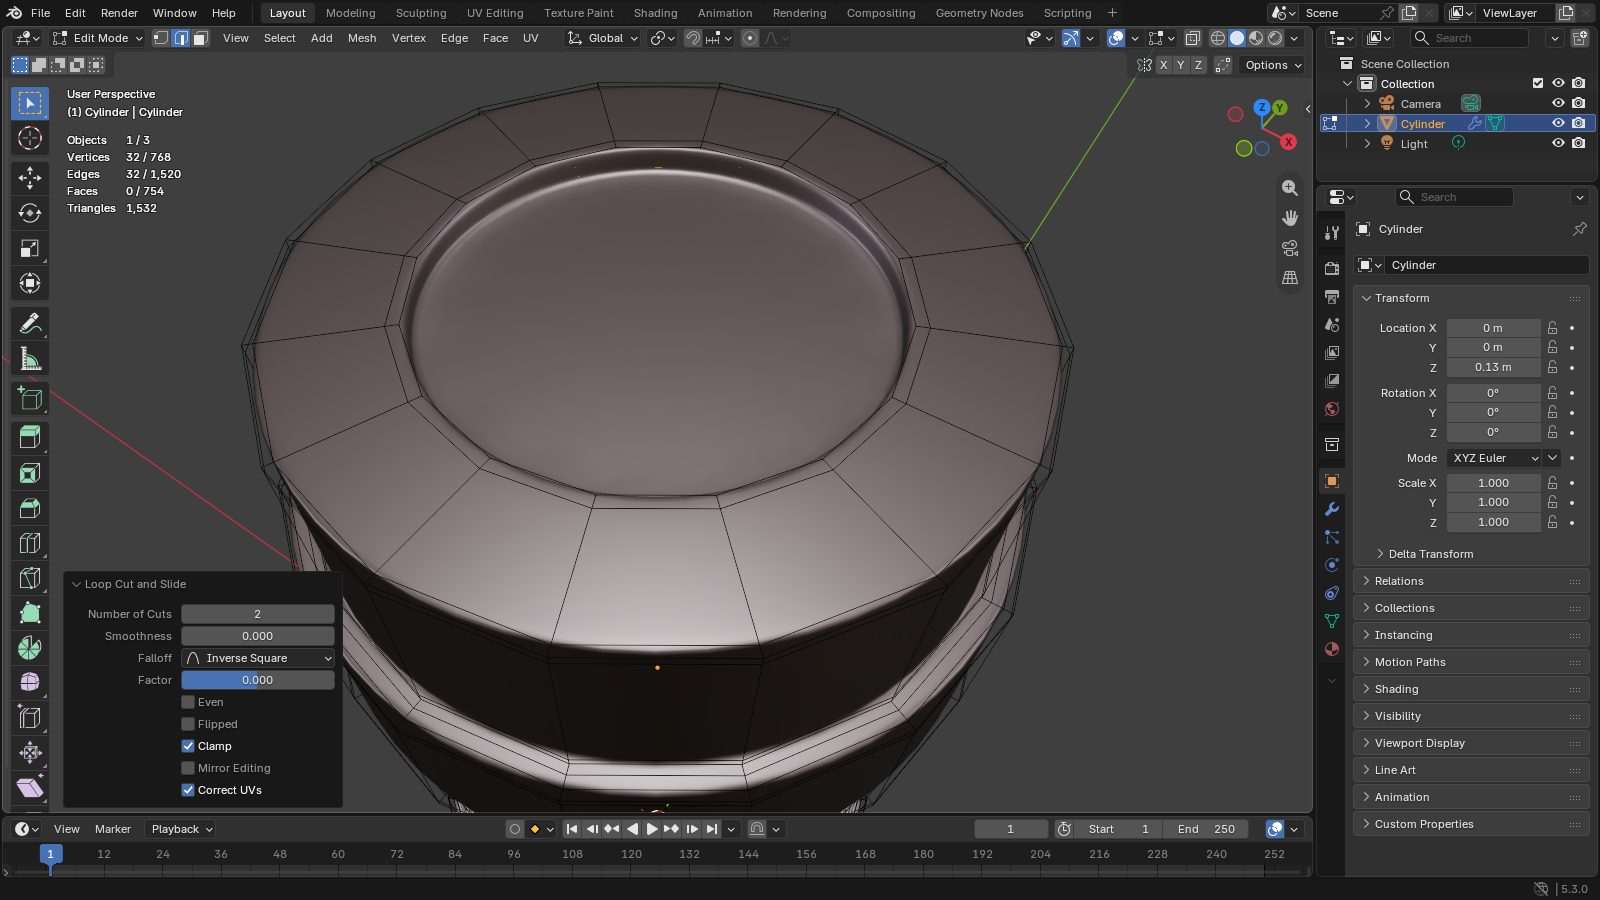 File Edit Render Window Help Layout Modeling Sculpting UV Editing Texture Paint Shading Animation Rendering Compositing Geometry Nodes Scripting + Scene ViewLayer
Edit Mode View Select Add Mesh Vertex Edge Face UV Global Search
X Y Z Options
Scene Collection
Collection
Camera
Cylinder
Light
User Perspective
(1) Cylinder | Cylinder
Objects 1 / 3
Vertices 32 / 768
Edges 32 / 1,520
Faces 0 / 754
Triangles 1,532
Z Y X
Search
Cylinder
Cylinder
Transform
Location X 0 m
Y 0 m
Z 0.13 m
Rotation X 0°
Y 0°
Z 0°
Mode XYZ Euler
Scale X 1.000
Y 1.000
Z 1.000
Delta Transform
Relations
Collections
Instancing
Motion Paths
Shading
Visibility
Viewport Display
Line Art
Animation
Custom Properties
Loop Cut and Slide
Number of Cuts 2
Smoothness 0.000
Falloff Inverse Square
Factor 0.000
Even
Flipped
Clamp
Mirror Editing
Correct UVs
View Marker Playback 1 Start 1 End 250
1 12 24 36 48 60 72 84 96 108 120 132 144 156 168 180 192 204 216 228 240 252
5.3.0